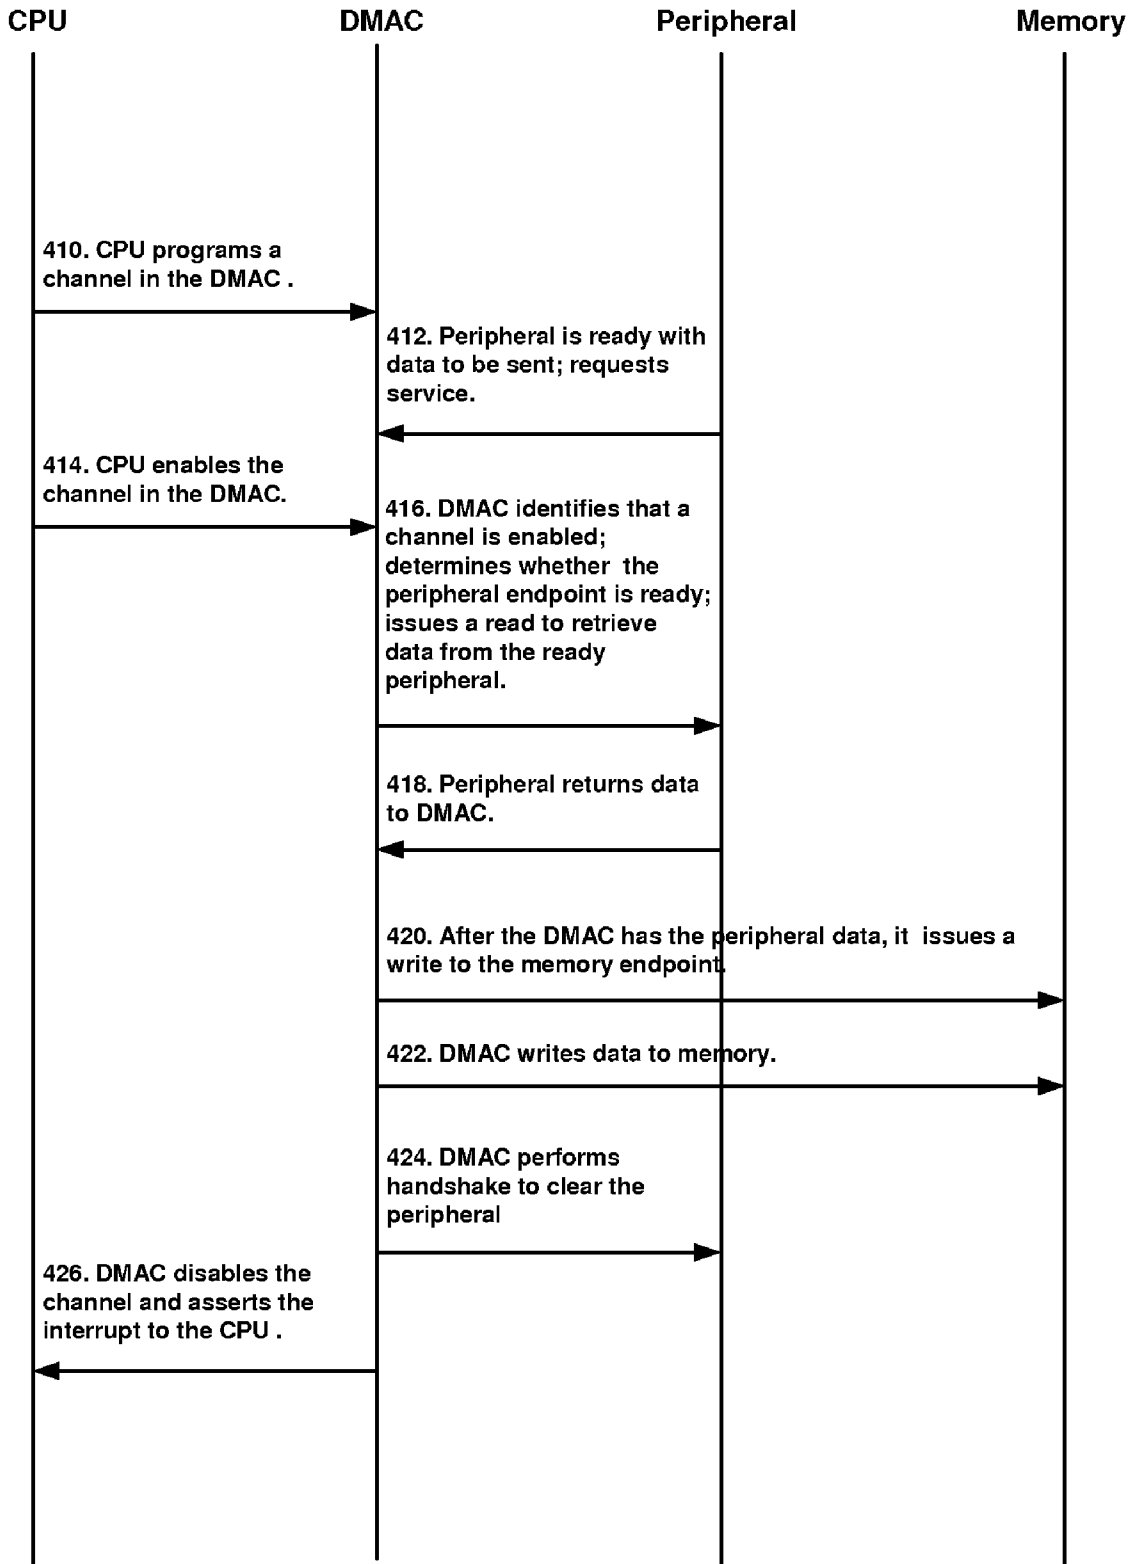 CPU DMAC Peripheral Memory
410. CPU programs a
channel in the DMAC .
412. Peripheral is ready with
data to be sent; requests
service.
414. CPU enables the
channel in the DMAC.
416. DMAC identifies that a
channel is enabled;
determines whether the
peripheral endpoint is ready;
issues a read to retrieve
data from the ready
peripheral.
418. Peripheral returns data
to DMAC.
420. After the DMAC has the peripheral data, it issues a
write to the memory endpoint.
422. DMAC writes data to memory.
424. DMAC performs
handshake to clear the
peripheral
426. DMAC disables the
channel and asserts the
interrupt to the CPU .